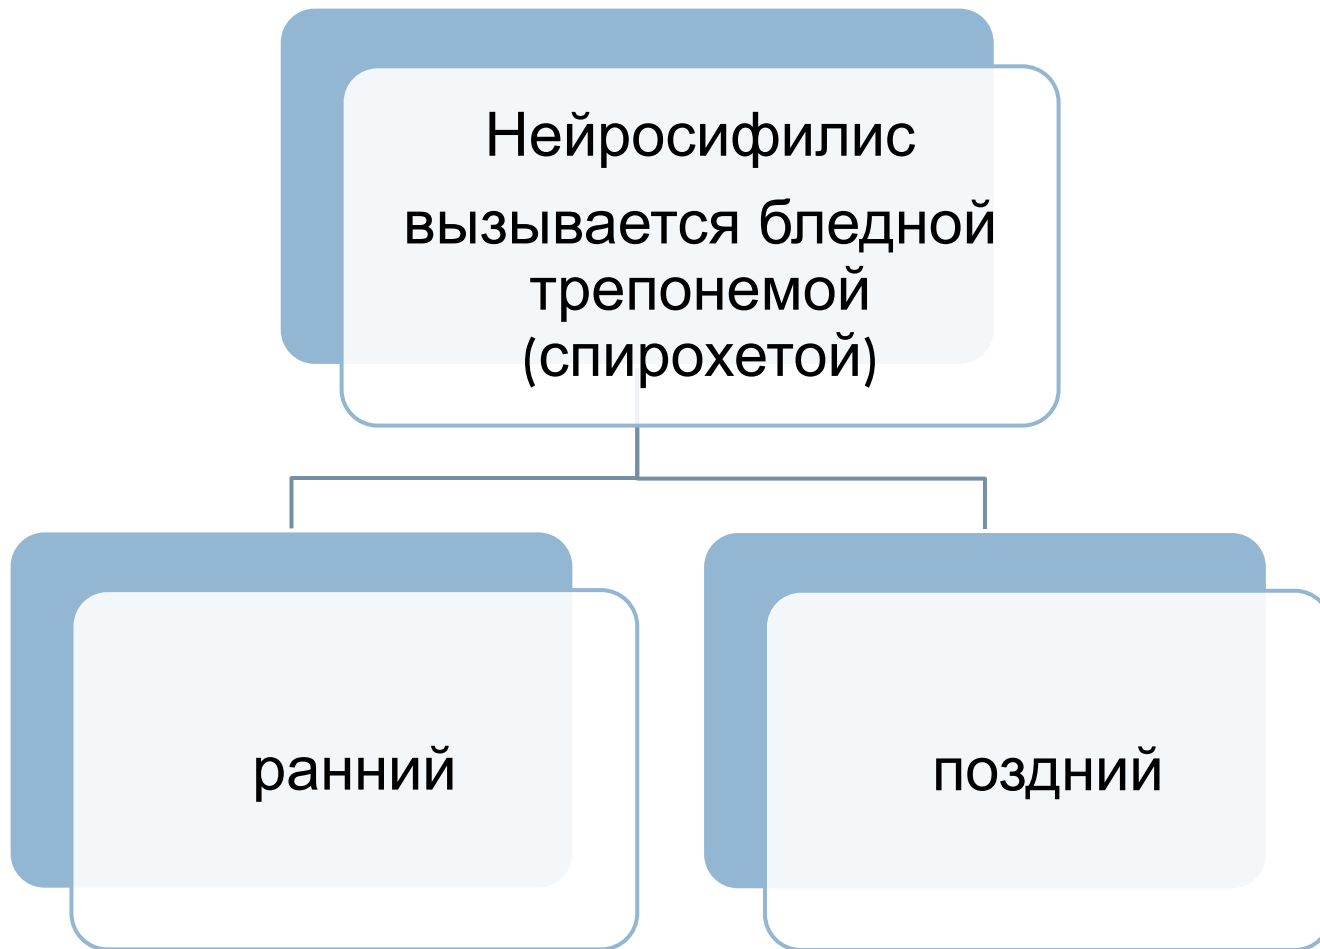 Нейросифилис
вызывается бледной
трепонемой
(спирохетой)
ранний
поздний